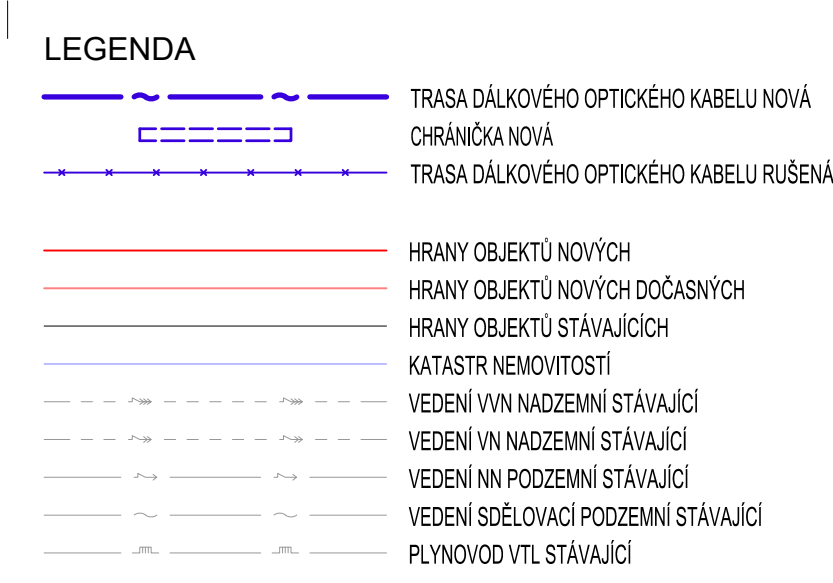 LEGENDA
TRASA DÁLKOVÉHO OPTICKÉHO KABELU NOVÁ
CHRÁNIČKA NOVÁ
TRASA DÁLKOVÉHO OPTICKÉHO KABELU RUŠENÁ
HRANY OBJEKTŮ NOVÝCH
HRANY OBJEKTŮ NOVÝCH DOČASNÝCH
HRANY OBJEKTŮ STÁVAJÍCÍCH
KATASTR NEMOVITOSTÍ
VEDENÍ VVN NADZEMNÍ STÁVAJÍCÍ
VEDENÍ VN NADZEMNÍ STÁVAJÍCÍ
VEDENÍ NN PODZEMNÍ STÁVAJÍCÍ
VEDENÍ SDĚLOVACÍ PODZEMNÍ STÁVAJÍCÍ
PLYNOVOD VTL STÁVAJÍCÍ